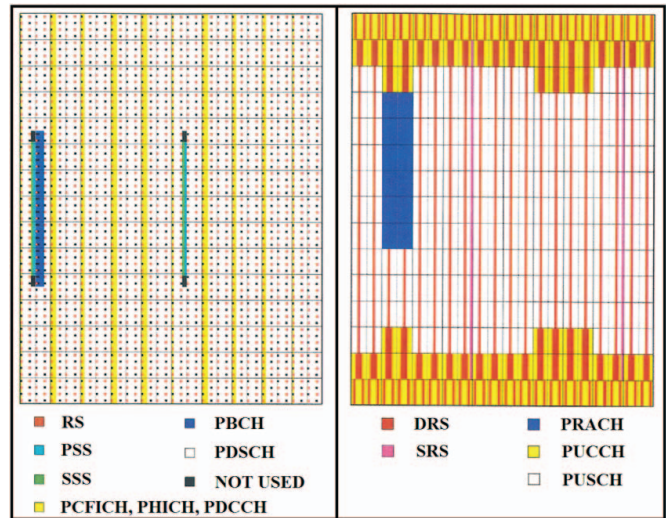 RS
PBCH
PSS
PDSCH
SSS
NOT USED
PCFICH, PHICH, PDCCH
DRS
PRACH
SRS
PUCCH
PUSCH